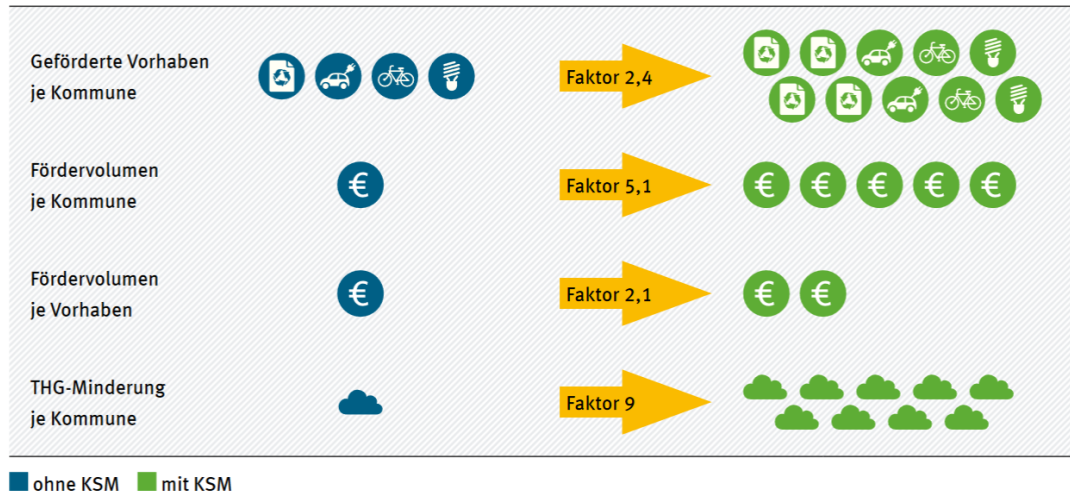 Geförderte Vorhaben
je Kommune
Faktor 2,4
Fördervolumen
je Kommune
€
Faktor 5,1
€ € € € €
Fördervolumen
je Vorhaben
€
Faktor 2,1
€ €
THG-Minderung
je Kommune
Faktor 9
ohne KSM
mit KSM